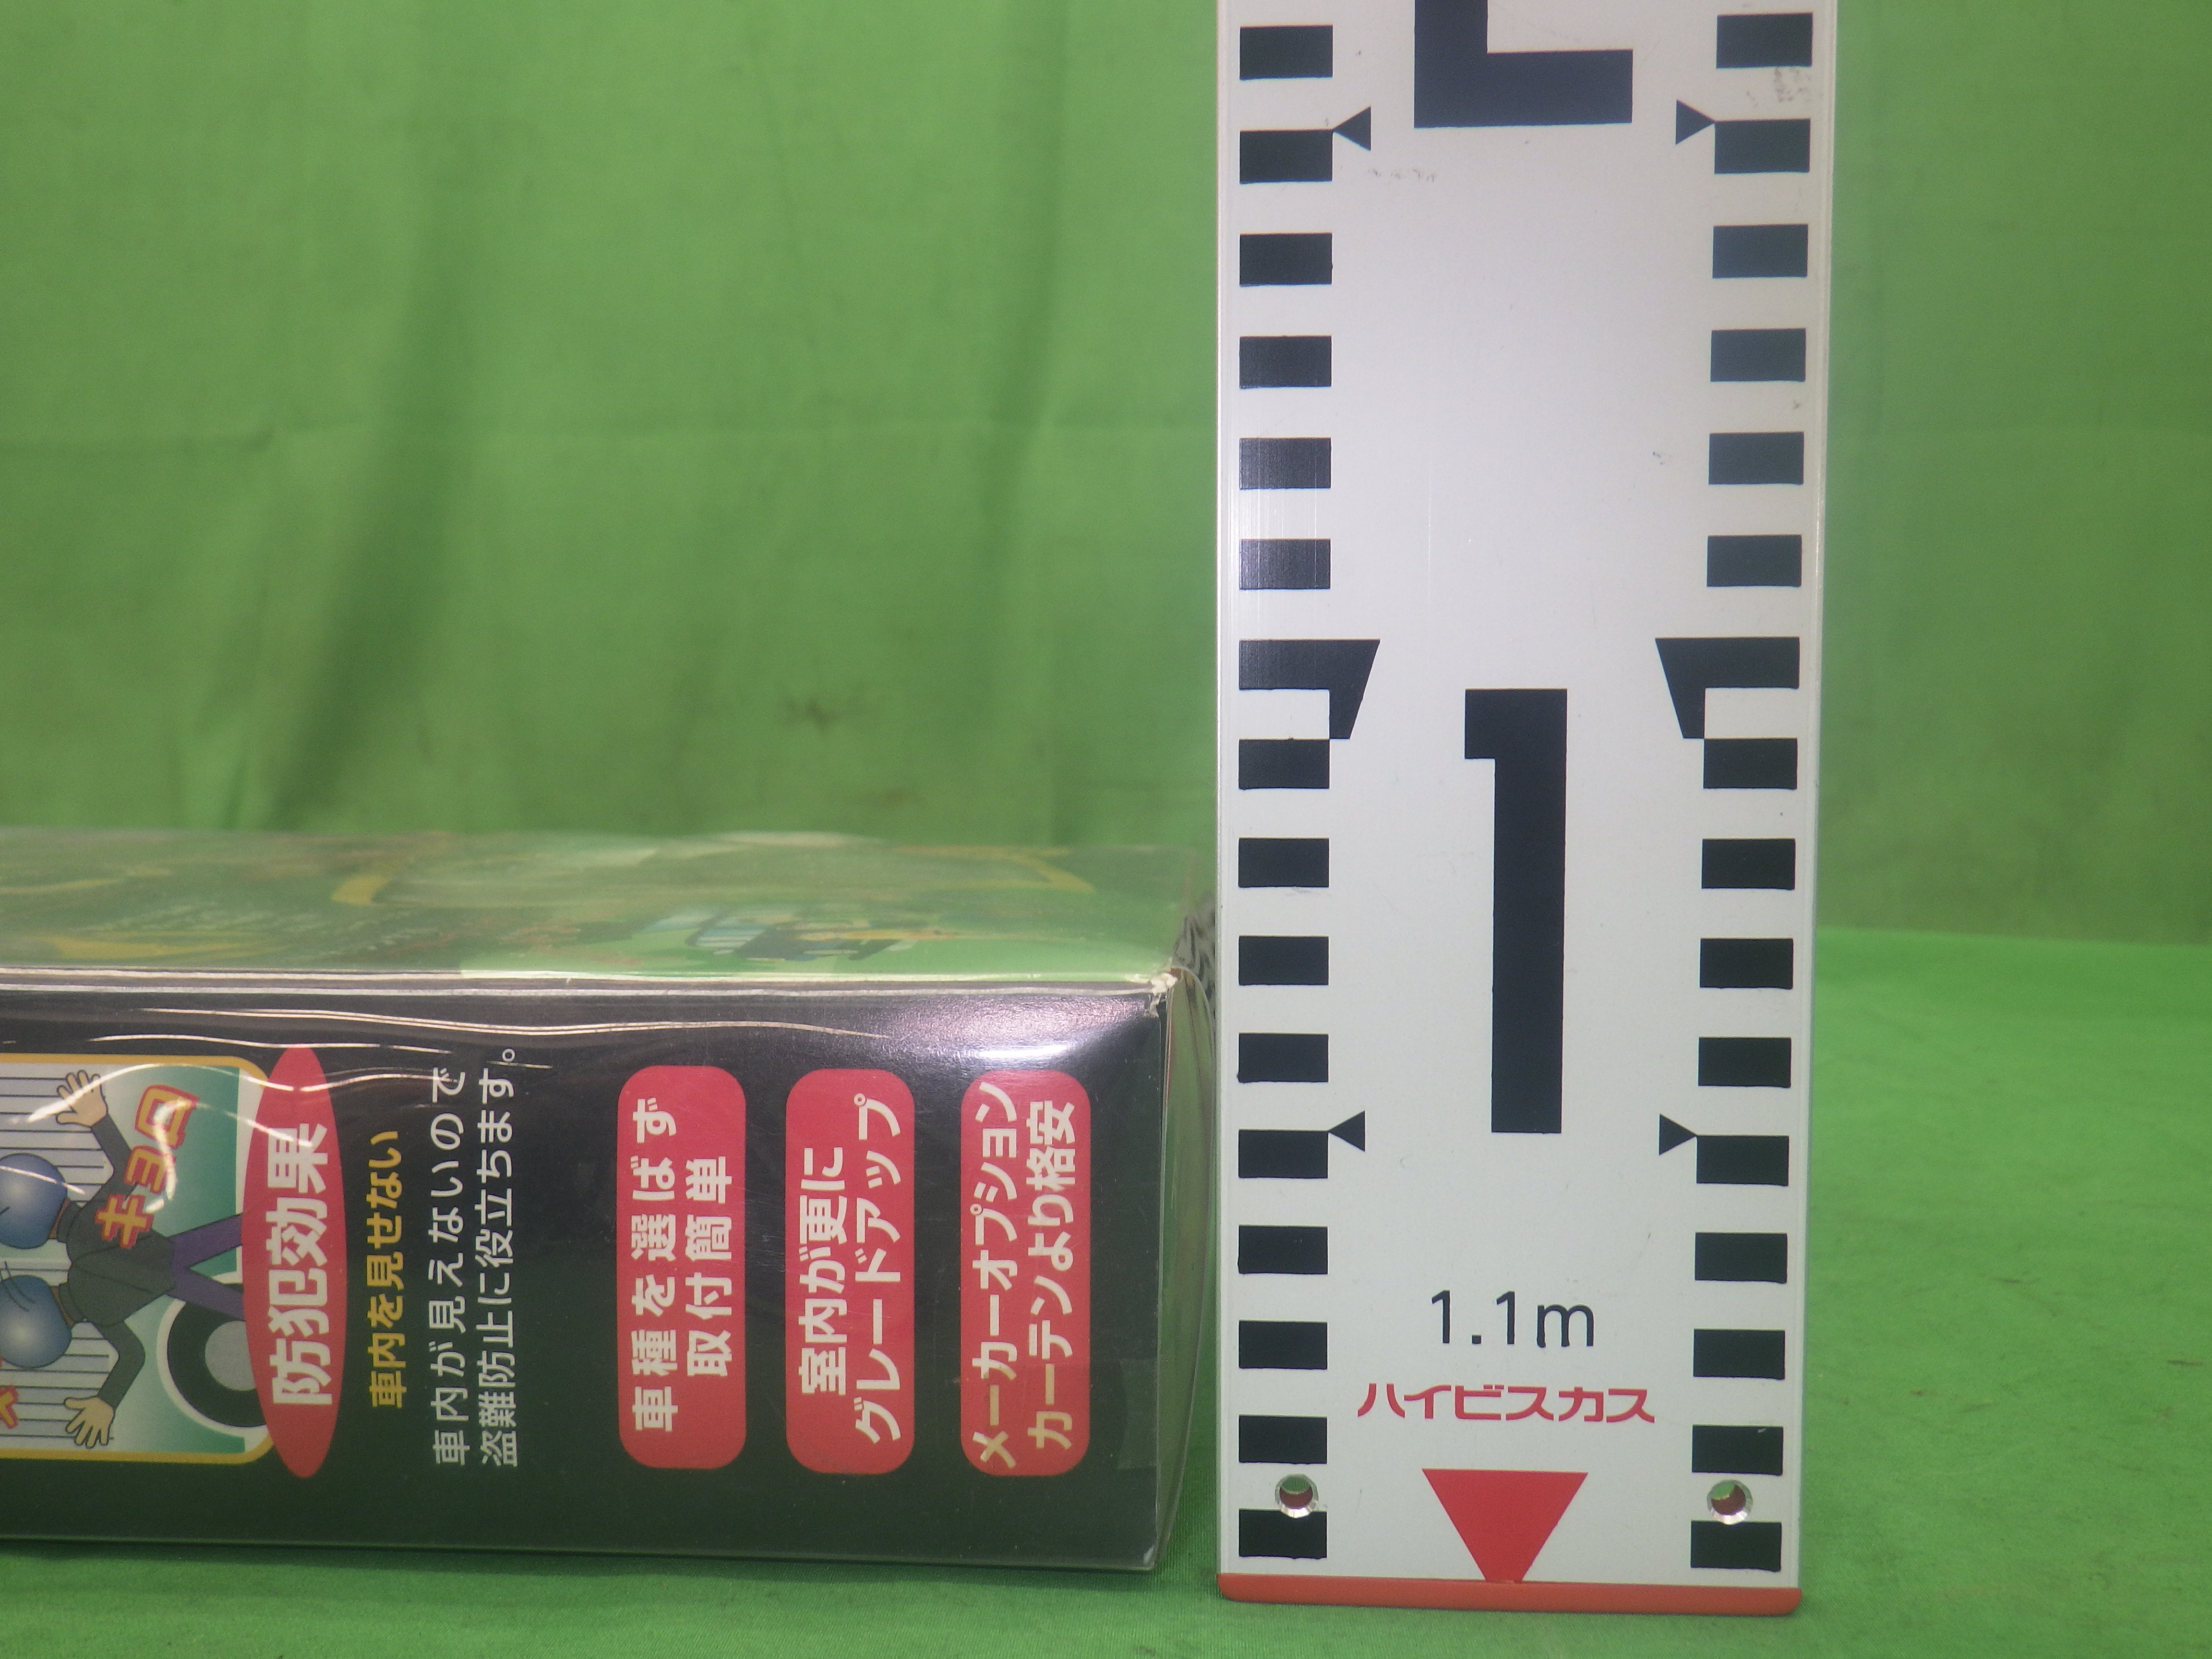 キョロ
防犯効果
車内を見せない
車内が見えないので
盗難防止に役立ちます。
車種を選ばず
取付簡単
室内が更に
グレードアップ
メーカーオプション
カーテンより格安
1
1.1m
ハイビスカス